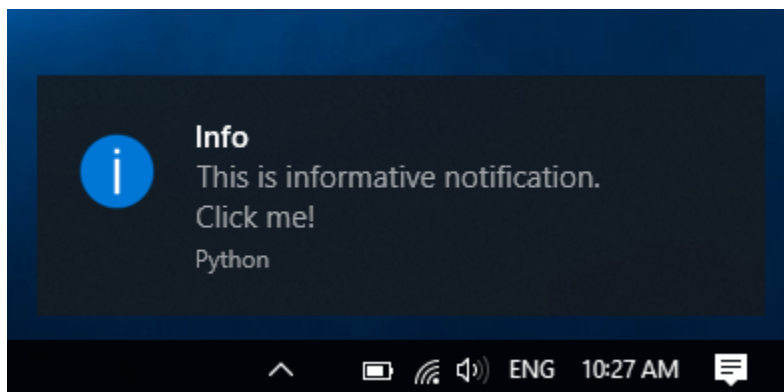 Info
This is informative notification.
Click me!
Python
ENG 10:27 AM